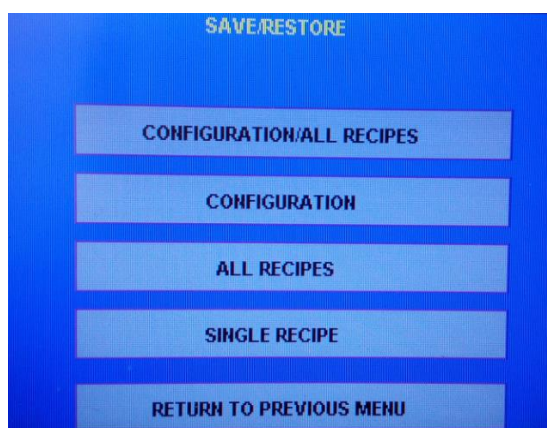 SAVE/RESTORE
CONFIGURATION/ALL RECIPES
CONFIGURATION
ALL RECIPES
SINGLE RECIPE
RETURN TO PREVIOUS MENU